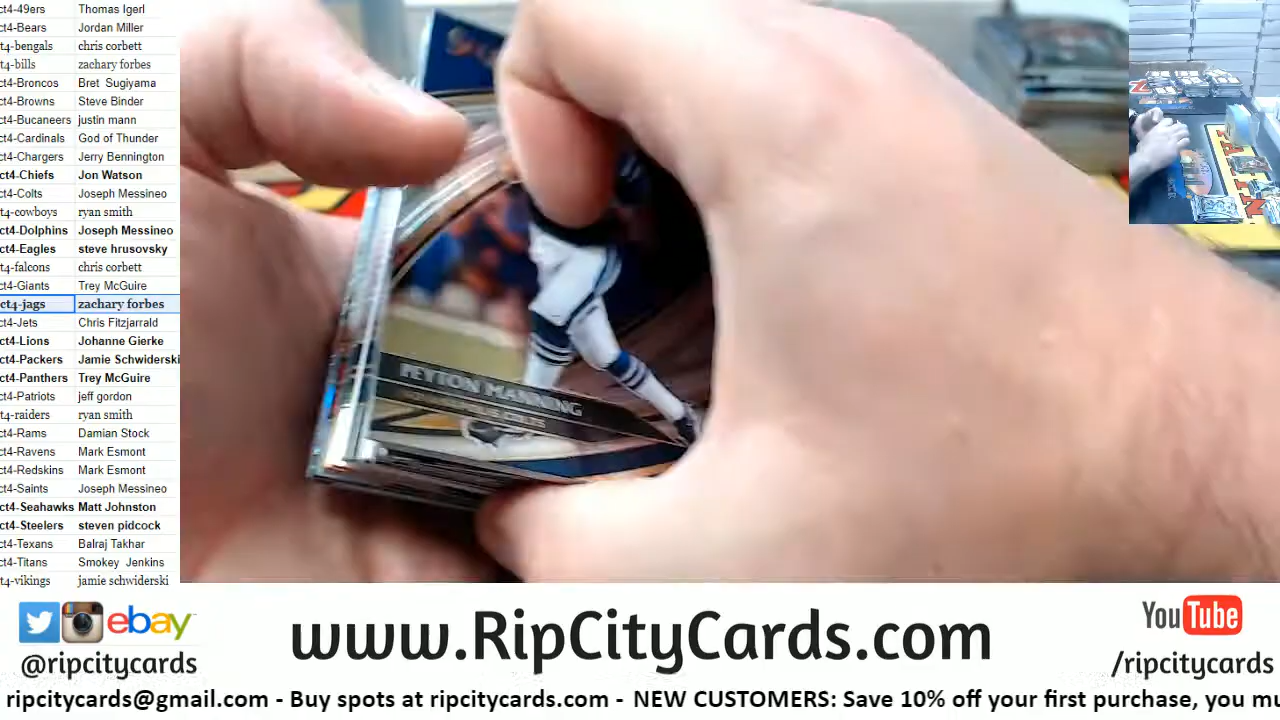 ct4-49ers Thomas Igerl
ct4-Bears Jordan Miller
ct4-bengals chris corbett
ct4-bills zachary forbes
ct4-Broncos Bret Sugiyama
ct4-Browns Steve Binder
ct4-Bucaneers justin mann
ct4-Cardinals God of Thunder
ct4-Chargers Jerry Bennington
ct4-Chiefs Jon Watson
ct4-Colts Joseph Messineo
t4-cowboys ryan smith
ct4-Dolphins Joseph Messineo
ct4-Eagles steve hrusovsky
ct4-falcons chris corbett
ct4-Giants Trey McGuire
ct4-jags zachary forbes
ct4-Jets Chris Fitzjarrald
ct4-Lions Johanne Gierke
ct4-Packers Jamie Schwiderski
ct4-Panthers Trey McGuire
ct4-Patriots jeff gordon
ct4-raiders ryan smith
ct4-Rams Damian Stock
ct4-Ravens Mark Esmont
ct4-Redskins Mark Esmont
ct4-Saints Joseph Messineo
ct4-Seahawks Matt Johnston
ct4-Steelers steven pidcock
ct4-Texans Balraj Takhar
ct4-Titans Smokey Jenkins
t4-vikings jamie schwiderski
PEYTON MANNING
ebay
@ripcitycards
www.RipCityCards.com
YouTube
/ripcitycards
ripcitycards@gmail.com - Buy spots at ripcitycards.com - NEW CUSTOMERS: Save 10% off your first purchase, you mu